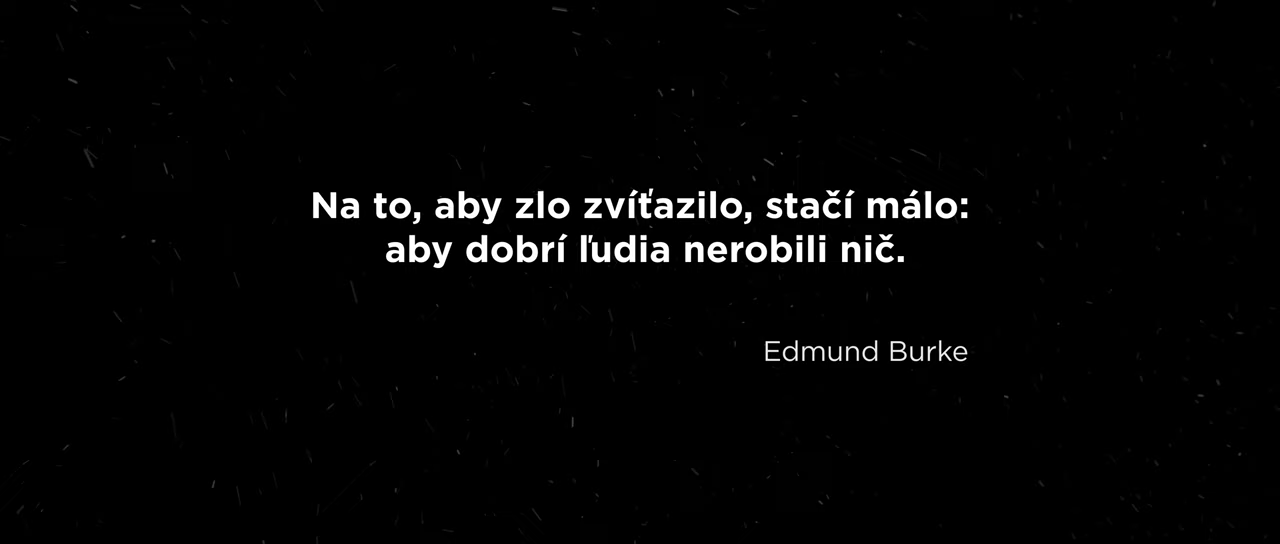 Na to, aby zlo zvíťazilo, stačí málo:
aby dobrí ľudia nerobili nič.
Edmund Burke